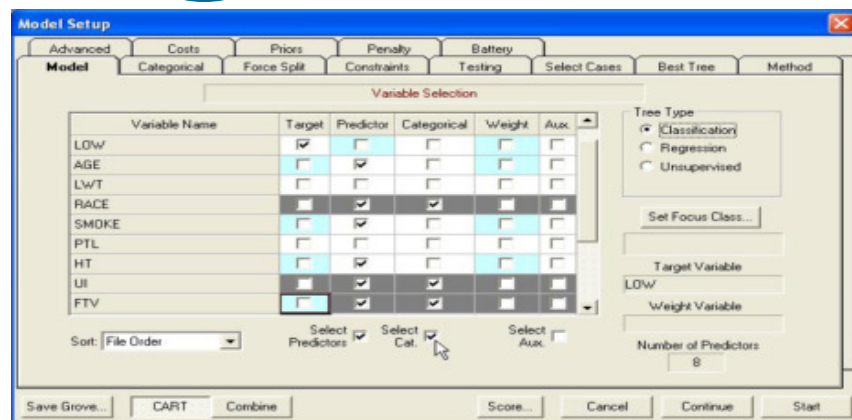 Model Setup
Advanced Costs Priors Penalty Battery
Model Categorical Force Split Constraints Testing Select Cases Best Tree Method
Variable Selection
Variable Name Target Predictor Categorical Weight Aux.
LOW
AGE
LWT
RACE
SMOKE
PTL
HT
UI
FTV
Sort: File Order
Select Predictors
Select Cat.
Select Aux.
Tree Type
Classification
Regression
Unsupervised
Set Focus Class...
Target Variable
LOW
Weight Variable
Number of Predictors
8
Save Grove... CART Combine Score... Cancel Continue Start